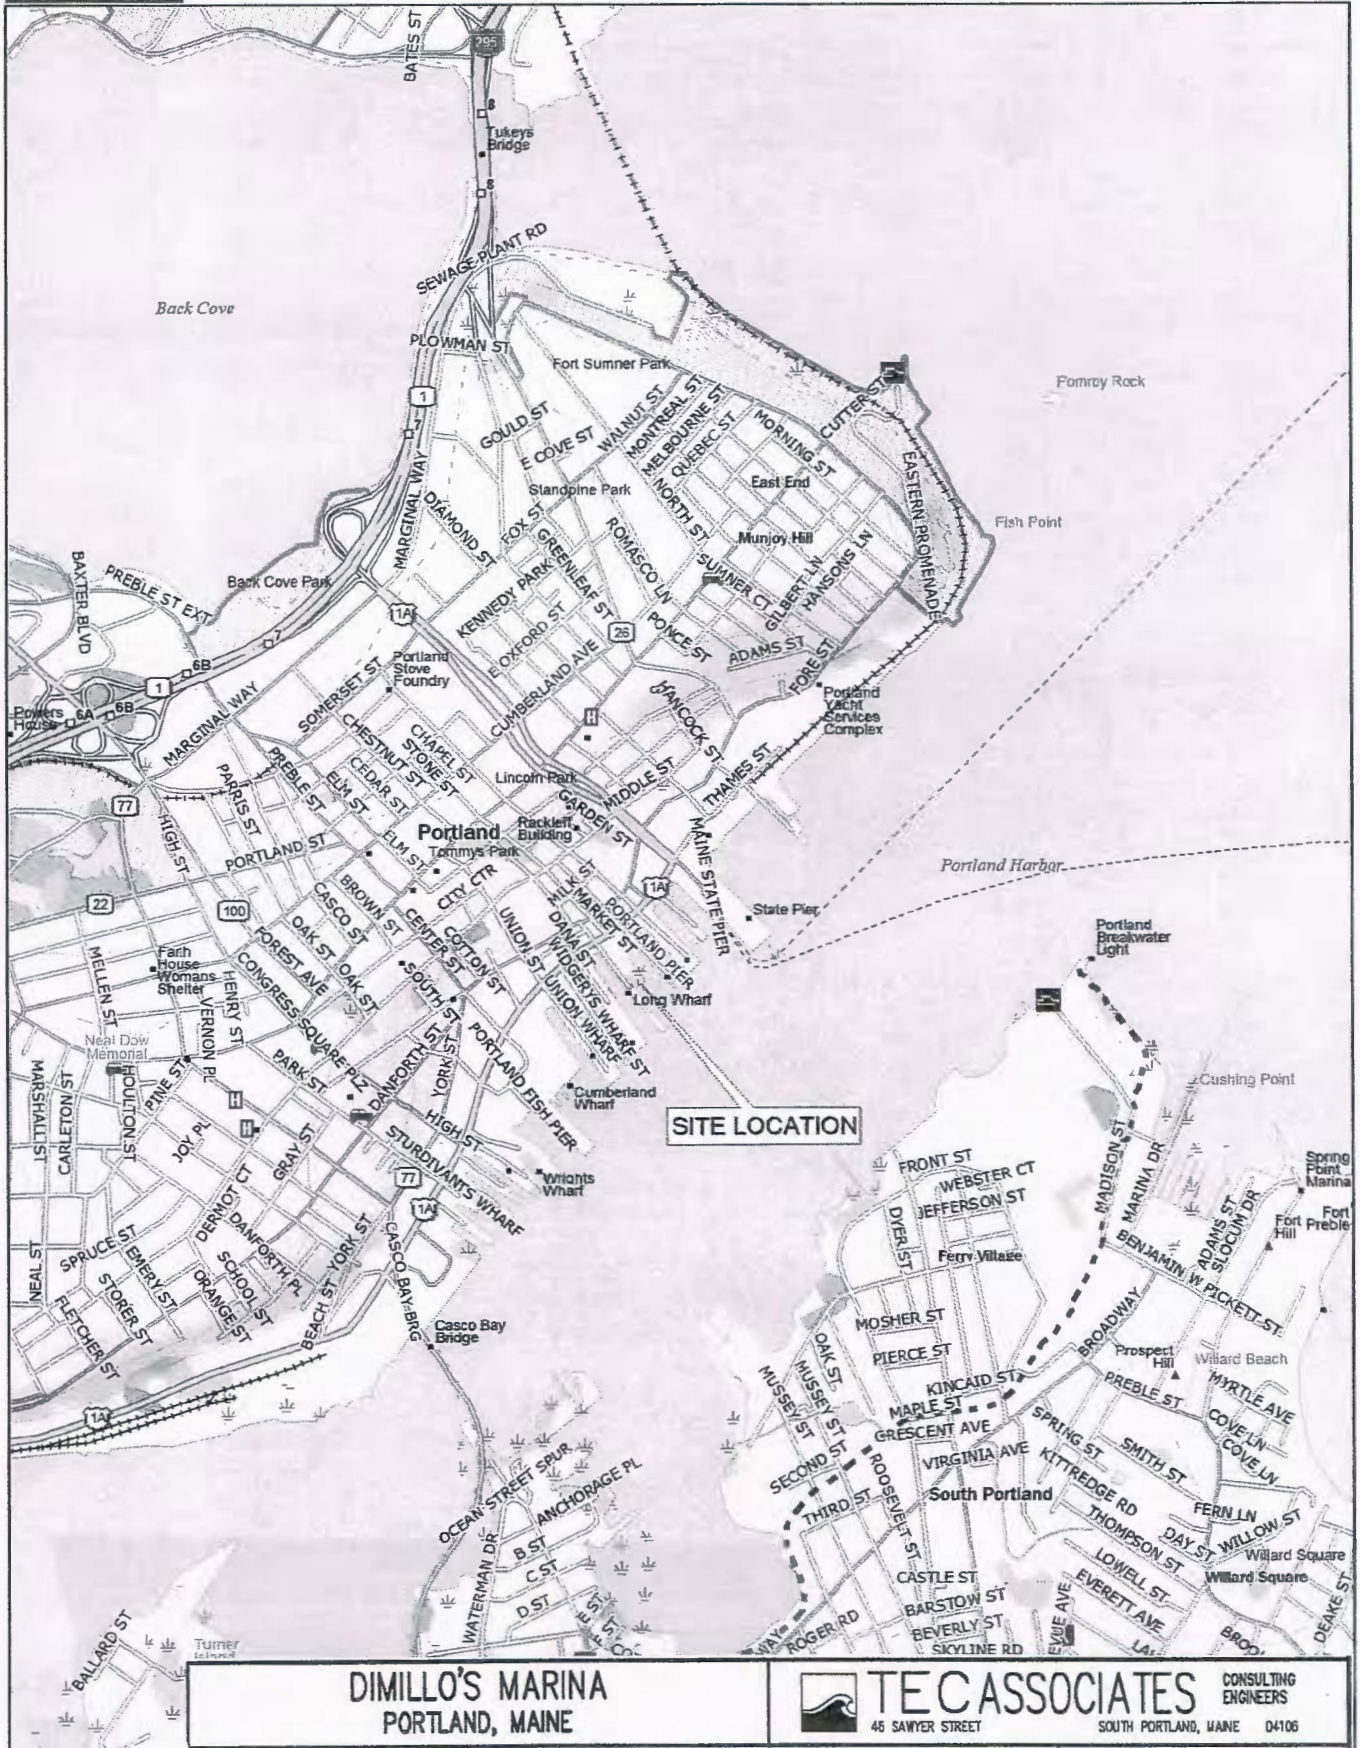 BATES ST
295
8
Tukeys
Bridge
8
SEWAGE PLANT RD
Back Cove
PLOWMAN ST
Fort Sumner Park
Pomroy Rock
1
7
GOULD ST
E COVE ST
WALNUT ST
MONTREAL ST
MELBOURNE ST
QUEBEC ST
MORNING ST
CUTTER ST
EASTERN PROMENADE
MARGINAL WAY
DIAMOND ST
Standpine Park
East End
FOX ST
NORTH ST
Fish Point
Munjoy Hill
ROMASCO LN
GREENLEAF ST
SUMNER CT
GILBERT LN
HANSONS LN
BAXTER BLVD
PREBLE ST EXT
Back Cove Park
KENNEDY PARK
1A
E OXFORD ST
26
PONCE ST
ADAMS ST
FORE ST
7
6B
Portland
Stove
Foundry
CUMBERLAND AVE
SOMERSET ST
1
HANCOCK ST
Portland
Yacht
Services
Complex
Powers
House
6A
6B
MARGINAL WAY
H
CHESTNUT ST
CHAPEL ST
STONE ST
CEDAR ST
PREBLE ST
ELM ST
PARRIS ST
Lincoln Park
MIDDLE ST
THAMES ST
GARDEN ST
77
HIGH ST
Portland
Tommys Park
Rackleff
Building
MAINE STATE PIER
PORTLAND ST
ELM ST
CITY CTR
MILK ST
1A
Portland Harbor
22
100
CASCO ST
BROWN ST
CENTER ST
COTTON ST
UNION ST
MARKET ST
DANA ST
WIDGERYS WHARF ST
PORTLAND PIER
State Pier
Portland
Breakwater
Light
OAK ST
FOREST AVE
OAK ST
MELLEN ST
Faith
House
Womans
Shelter
CONGRESS SQUARE PLZ
HENRY ST
VERNON PL
SOUTH ST
UNION WHARF
Long Wharf
Neal Dow
Memorial
PINE ST
PARK ST
DANFORTH ST
YORK ST
PORTLAND FISH PIER
MARSHALL ST
CARLETON ST
HOULTON ST
H
H
JOY PL
GRAY ST
HIGH ST
Cumberland
Wharf
SITE LOCATION
Cushing Point
MADISON ST
MARINA DR
FRONT ST
WEBSTER CT
JEFFERSON ST
DYER ST
Spring
Point
Marina
STURDIVANTS WHARF
77
1A
Wrights
Wharf
DERMOT CT
DANFORTH PL
Ferry Village
ADAMS ST
SLOCUM DR
Fort
Hill
Fort
Preble
BENJAMIN W PICKETT ST
NEAL ST
SPRUCE ST
EMERY ST
STORER ST
FLETCHER ST
SCHOOL ST
ORANGE ST
BEACH ST
YORK ST
CASCO BAY BRG
Casco Bay
Bridge
MOSHER ST
PIERCE ST
OAK ST
MUSSEY ST
MUSSEY ST
BROADWAY
Prospect
Hill
Willard Beach
KINCAID ST
MAPLE ST
CRESCENT AVE
PREBLE ST
MYRTLE AVE
COVE LN
COVE LN
1A
SPRING ST
SMITH ST
VIRGINIA AVE
KITTREDGE RD
SECOND ST
THIRD ST
ROOSEVELT ST
South Portland
OCEAN STREET SPUR
ANCHORAGE PL
WATERMAN DR
B ST
C ST
D ST
E ST
F ST
FERN LN
THOMPSON ST
DAY ST
WILLOW ST
LOWELL ST
Willard Square
Willard Square
CASTLE ST
EVERETT AVE
BARSTOW ST
BEVERLY ST
SKYLINE RD
ROGER RD
DEAKE ST
BALLARD ST
Turner
Island
DIMILLO'S MARINA
PORTLAND, MAINE
TEC ASSOCIATES
CONSULTING
ENGINEERS
46 SAWYER STREET
SOUTH PORTLAND, MAINE 04106